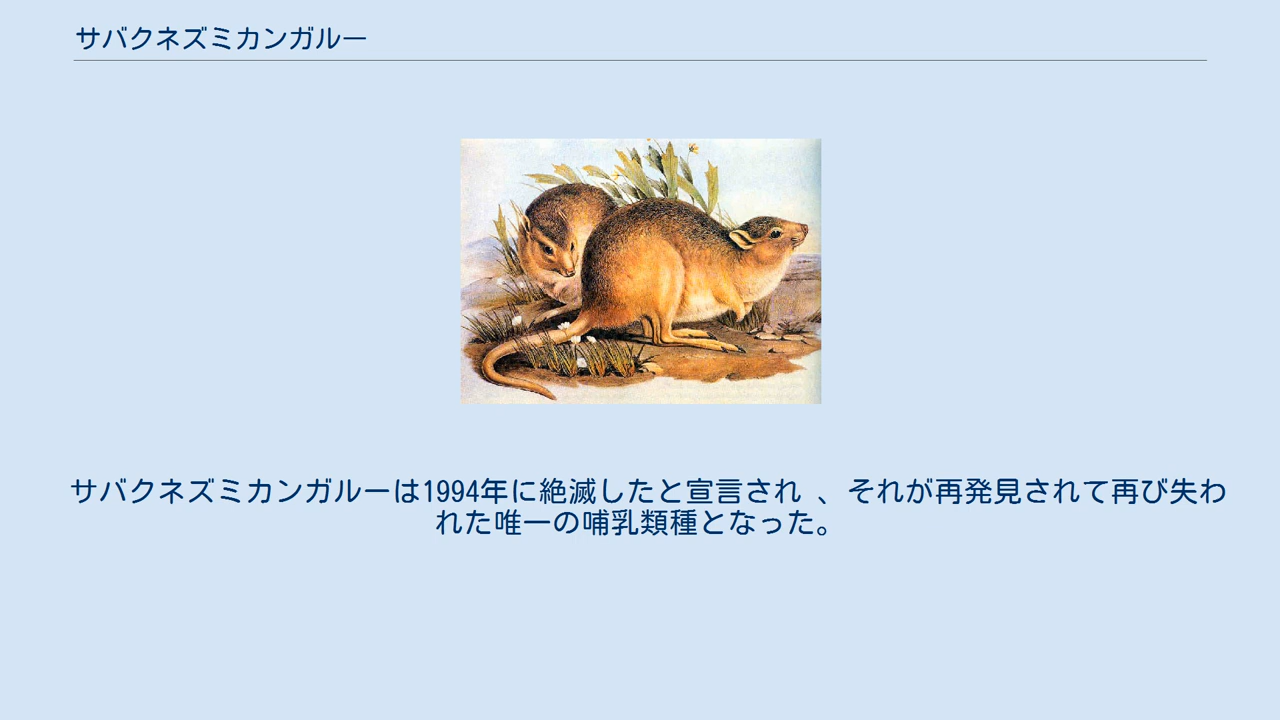 サバクネズミカンガルー
サバクネズミカンガルーは1994年に絶滅したと宣言され 、それが再発見されて再び失わ
れた唯一の哺乳類種となった。